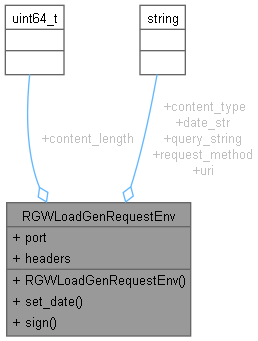 uint64_t
string
+content_length
+content_type
+date_str
+query_string
+request_method
+uri
RGWLoadGenRequestEnv
+ port
+ headers
+ RGWLoadGenRequestEnv()
+ set_date()
+ sign()